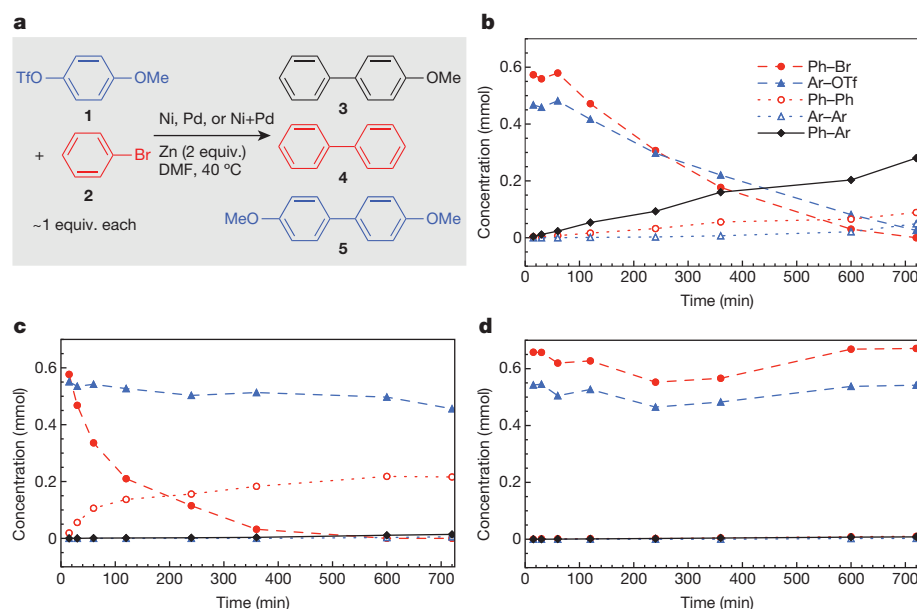 a
TfO
OMe
1
+
Br
2
~1 equiv. each
Ni, Pd, or Ni+Pd
Zn (2 equiv.)
DMF, 40 ºC
OMe
3
4
MeO
OMe
5
b
Concentration (mmol)
0.6
0.4
0.2
0
0 100 200 300 400 500 600 700
Time (min)
Ph–Br
Ar–OTf
Ph–Ph
Ar–Ar
Ph–Ar
c
Concentration (mmol)
0.6
0.4
0.2
0
0 100 200 300 400 500 600 700
Time (min)
d
Concentration (mmol)
0.6
0.4
0.2
0
0 100 200 300 400 500 600 700
Time (min)